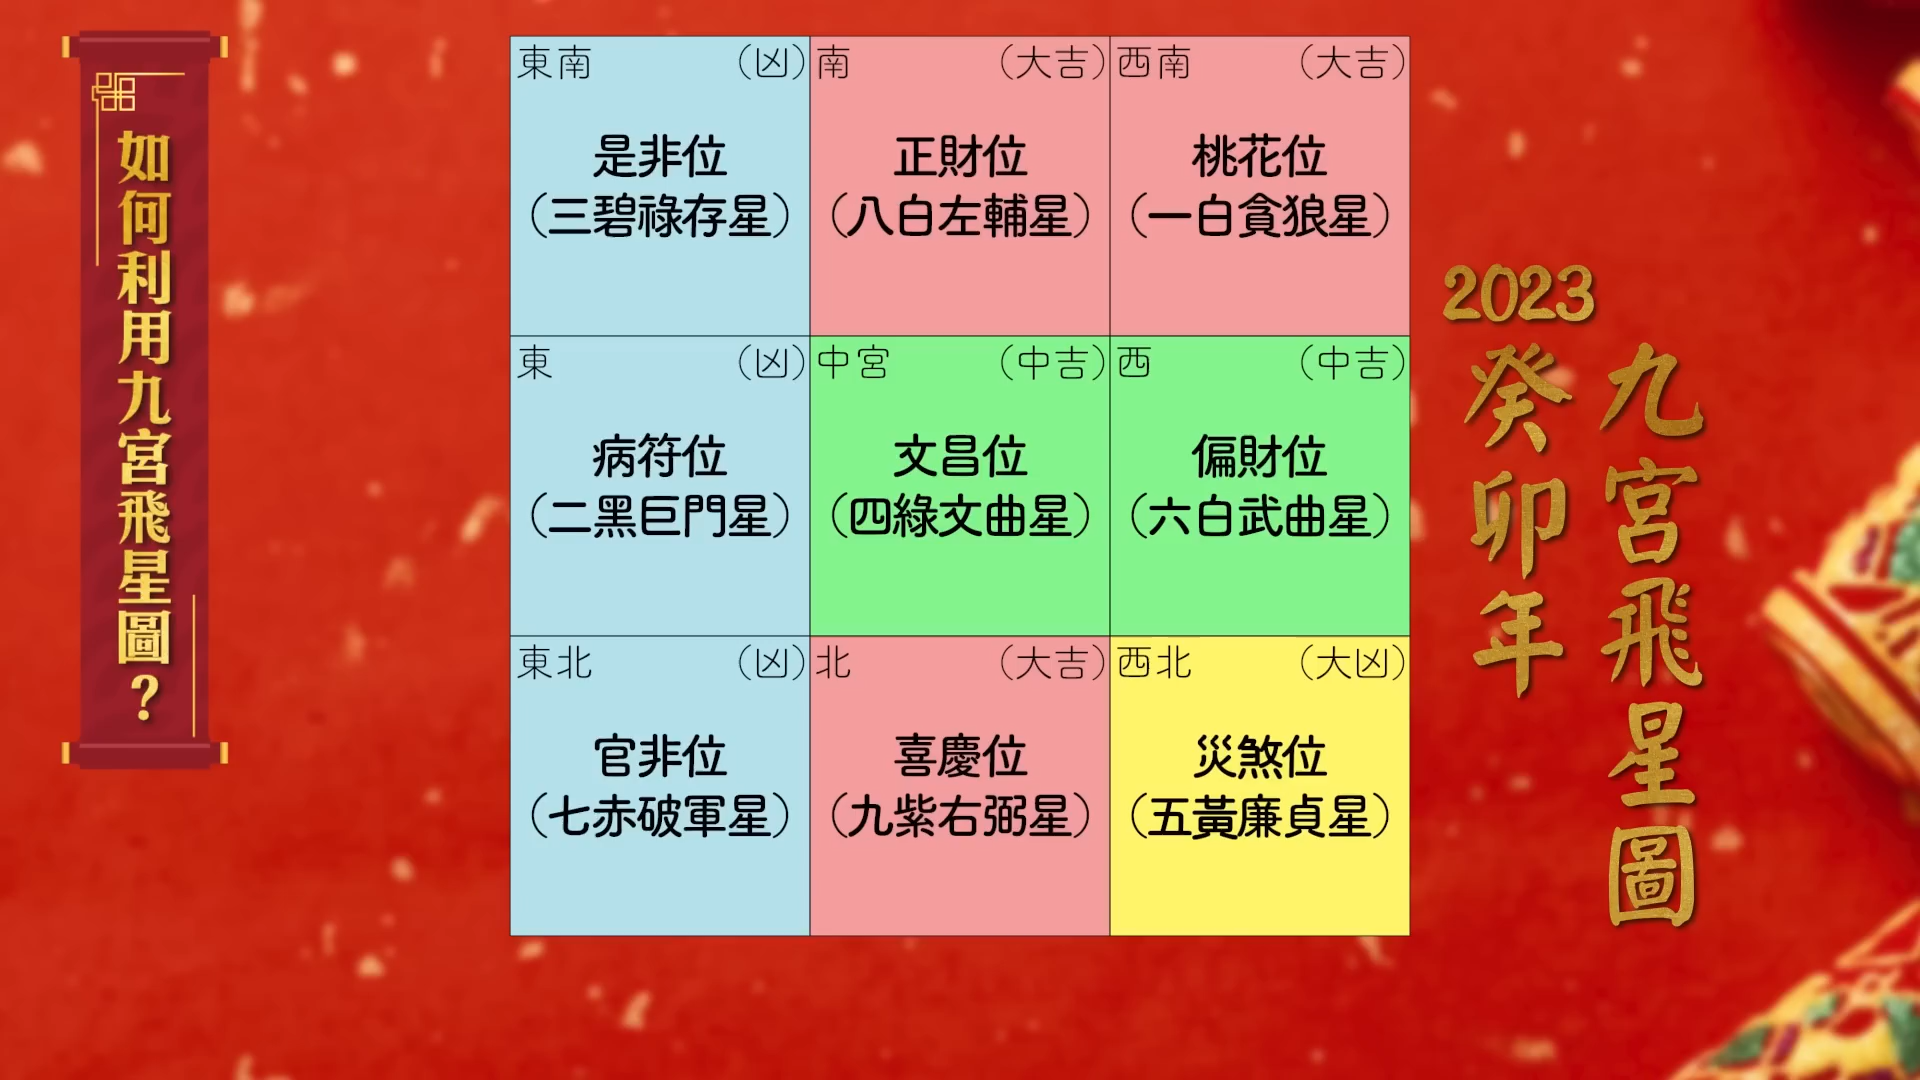 如何利用九宮飛星圖？
東南 （凶）
是非位
（三碧祿存星）
南 （大吉）
正財位
（八白左輔星）
西南 （大吉）
桃花位
（一白貪狼星）
東 （凶）
病符位
（二黑巨門星）
中宮 （中吉）
文昌位
（四綠文曲星）
西 （中吉）
偏財位
（六白武曲星）
東北 （凶）
官非位
（七赤破軍星）
北 （大吉）
喜慶位
（九紫右弼星）
西北 （大凶）
災煞位
（五黃廉貞星）
2023
癸卯年
九宮飛星圖